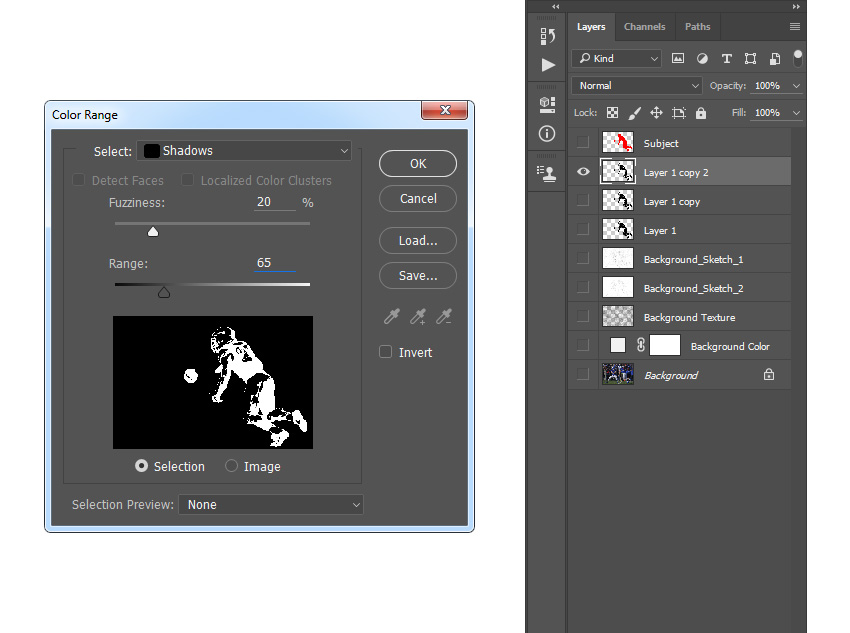 Color Range
Select: Shadows
Detect Faces Localized Color Clusters
Fuzziness: 20 %
Range: 65
Selection Image
Selection Preview: None
OK
Cancel
Load...
Save...
Invert
Layers Channels Paths
Kind
Normal Opacity: 100%
Lock: Fill: 100%
Subject
Layer 1 copy 2
Layer 1 copy
Layer 1
Background_Sketch_1
Background_Sketch_2
Background Texture
Background Color
Background